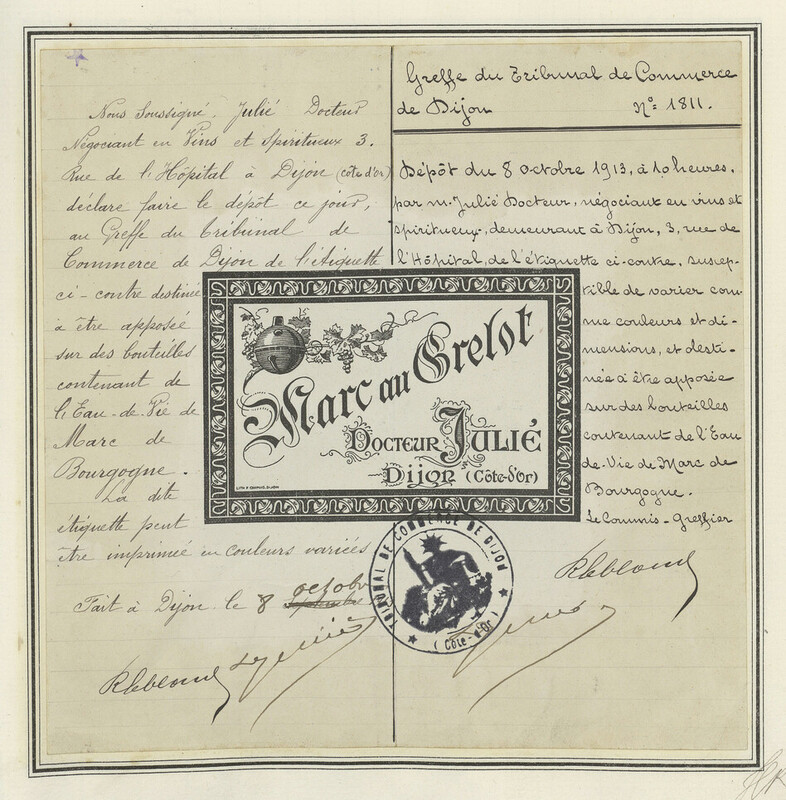 Nous Soussigné, Julié Docteur
Négociant en Vins et Spiritueux 3.
Rue de l'Hôpital à Dijon (côte d'or)
déclare faire le dépôt ce jour,
au Greffe du Tribunal de
Commerce de Dijon de l'étiquette
ci-contre destinée
à être apposée
sur des bouteilles
contenant de
l'Eau-de-Vie de
Marc de
Bourgogne.
La dite
étiquette peut
être imprimée en couleurs variées
Fait à Dijon le 8 octobre
Greffe du Tribunal de Commerce
de Dijon N° 1811.
Dépôt du 8 octobre 1913, à 10 heures,
par m. Julié Docteur, négociant en vins et
spiritueux, demeurant à Dijon, 3, rue de
l'Hôpital, de l'étiquette ci-contre, suscep-
tible de varier com-
me couleurs et di-
mensions, et desti-
née à être apposée
sur des bouteilles
contenant de l'Eau
de-Vie de Marc de
Bourgogne.
Le Commis-Greffier
Marc au Grelot
DOCTEUR JULIÉ
Dijon (Côte-d'Or)
TRIBUNAL DE COMMERCE DE DIJON
(Côte-d'Or)